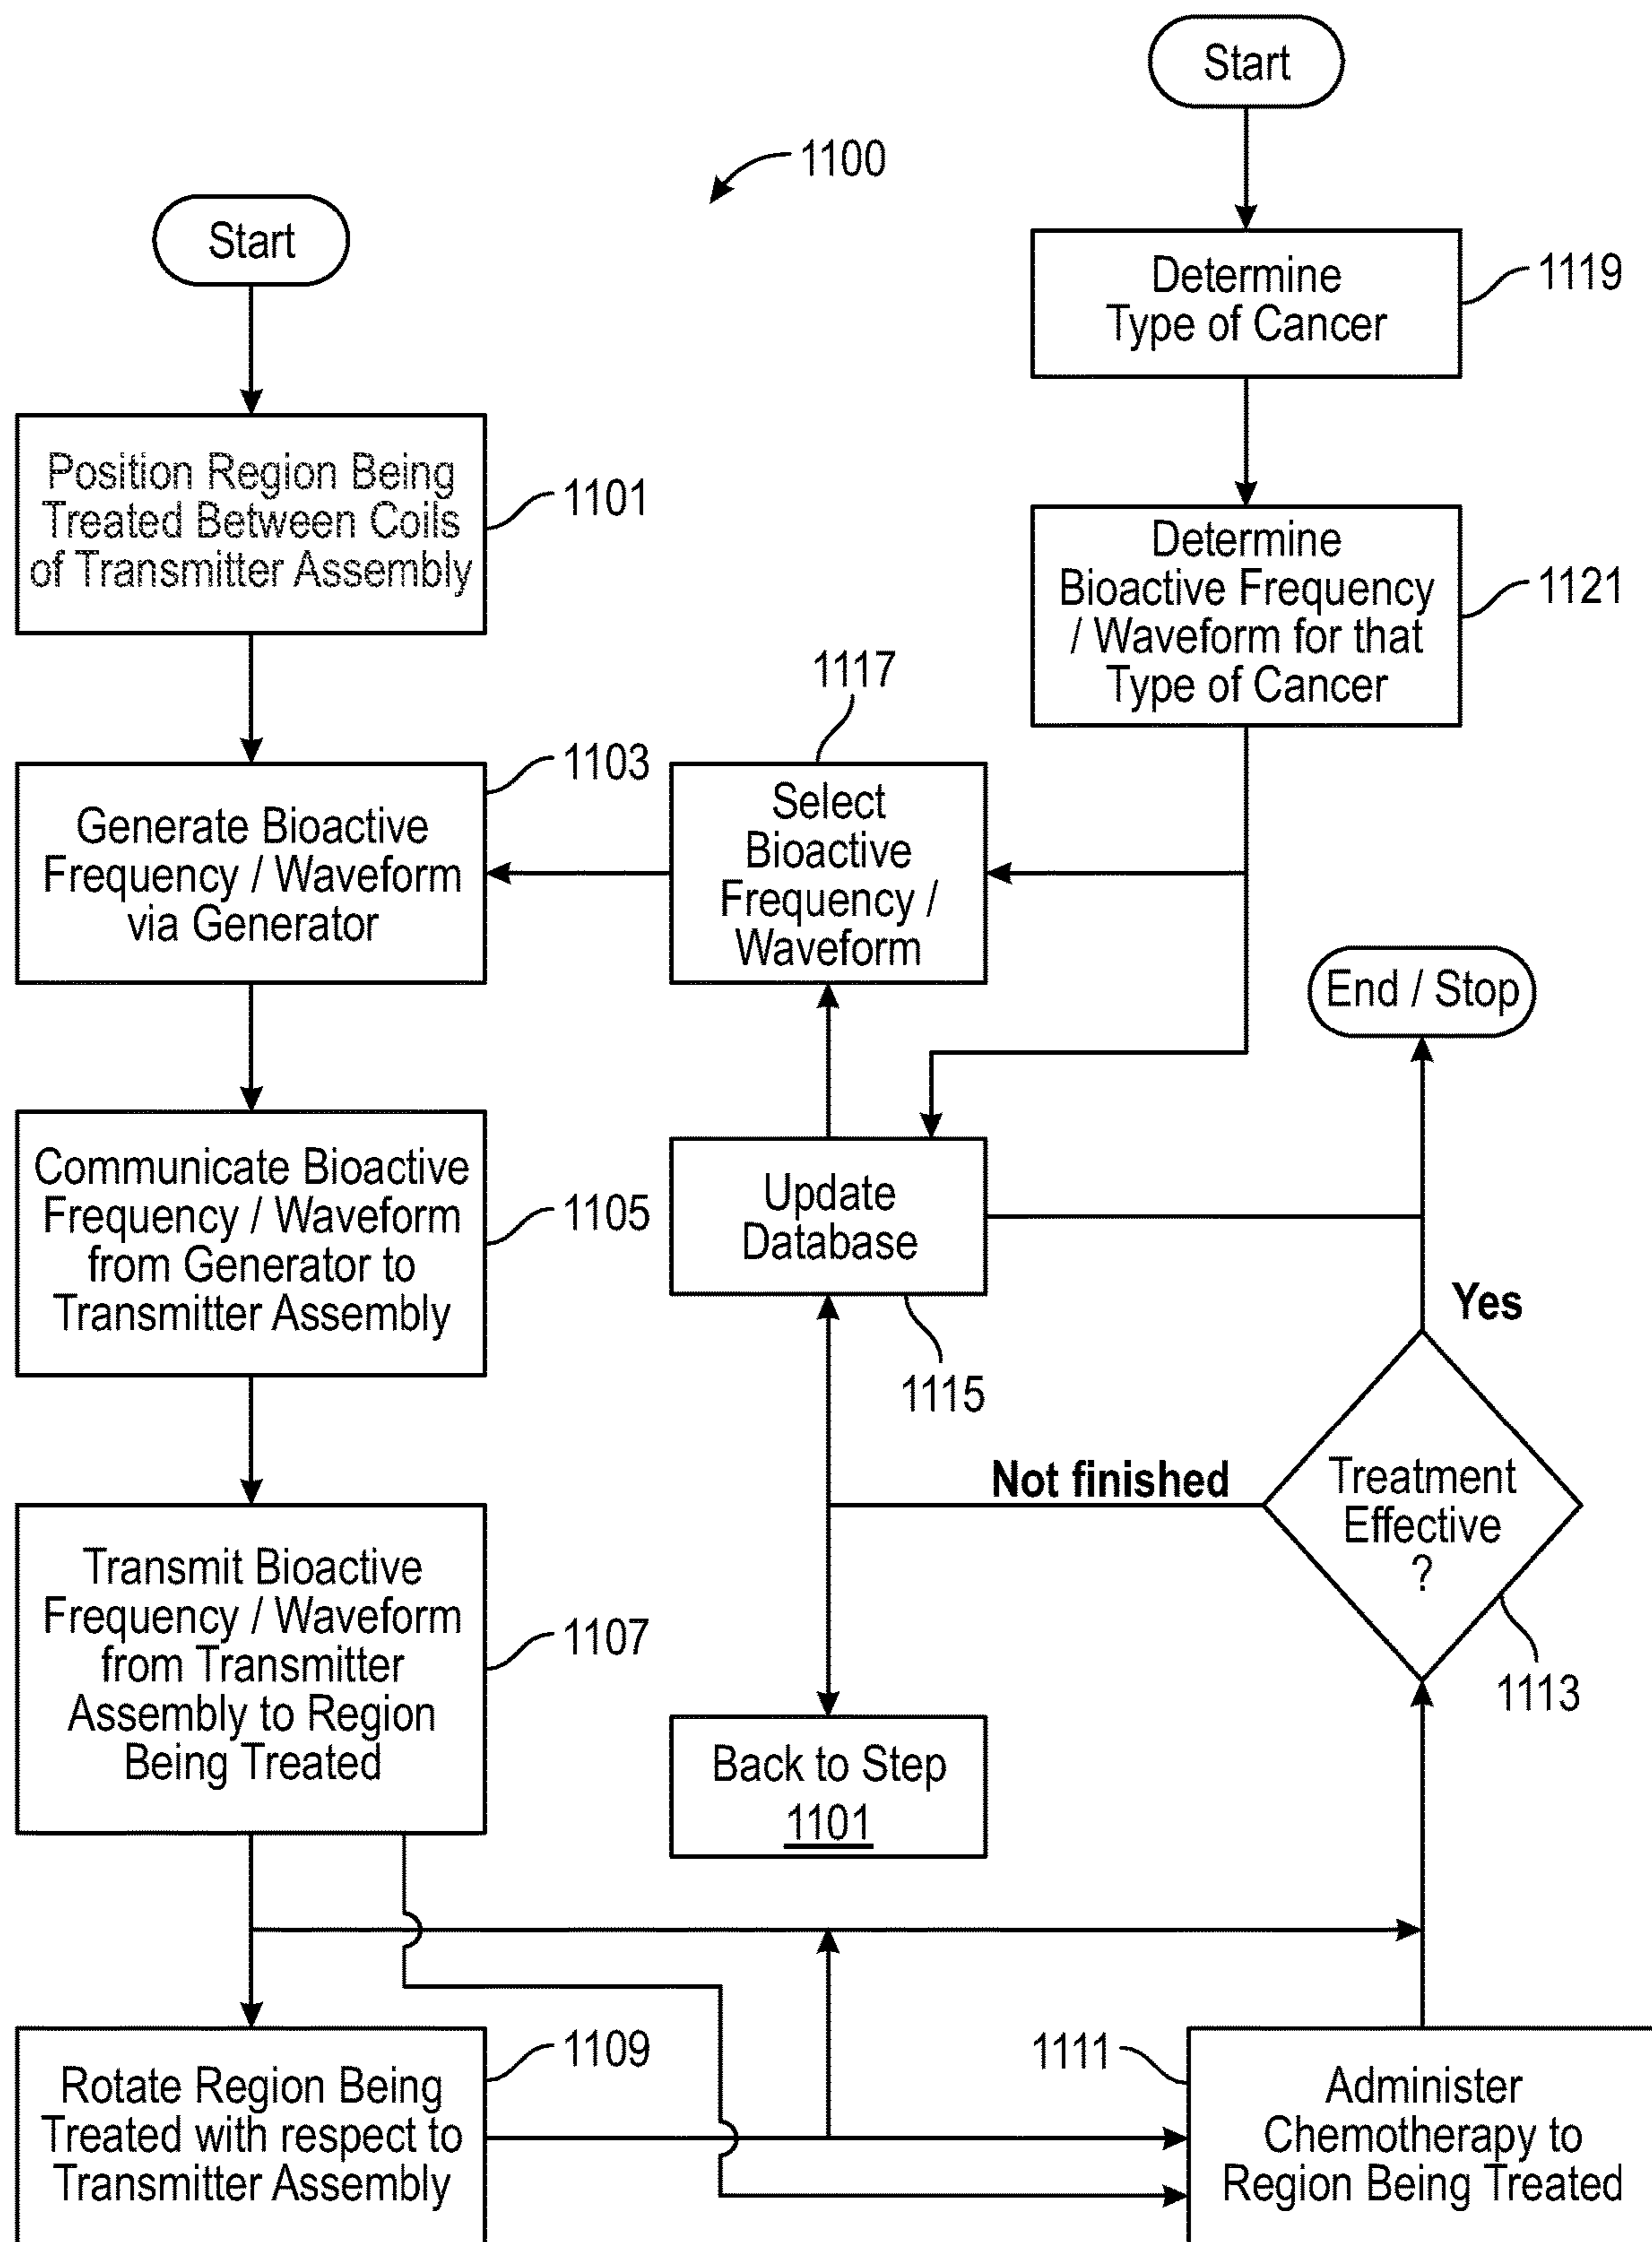 Start
1100
Start
Determine
Type of Cancer
1119
Position Region Being
Treated Between Coils
of Transmitter Assembly
1101
Determine
Bioactive Frequency
/ Waveform for that
Type of Cancer
1121
1117
1103
Generate Bioactive
Frequency / Waveform
via Generator
Select
Bioactive
Frequency /
Waveform
End / Stop
Communicate Bioactive
Frequency / Waveform
from Generator to
Transmitter Assembly
1105
Update
Database
1115
Yes
Not finished
Treatment
Effective
?
1113
Transmit Bioactive
Frequency / Waveform
from Transmitter
Assembly to Region
Being Treated
1107
Back to Step
1101
1109
Rotate Region Being
Treated with respect to
Transmitter Assembly
1111
Administer
Chemotherapy to
Region Being Treated